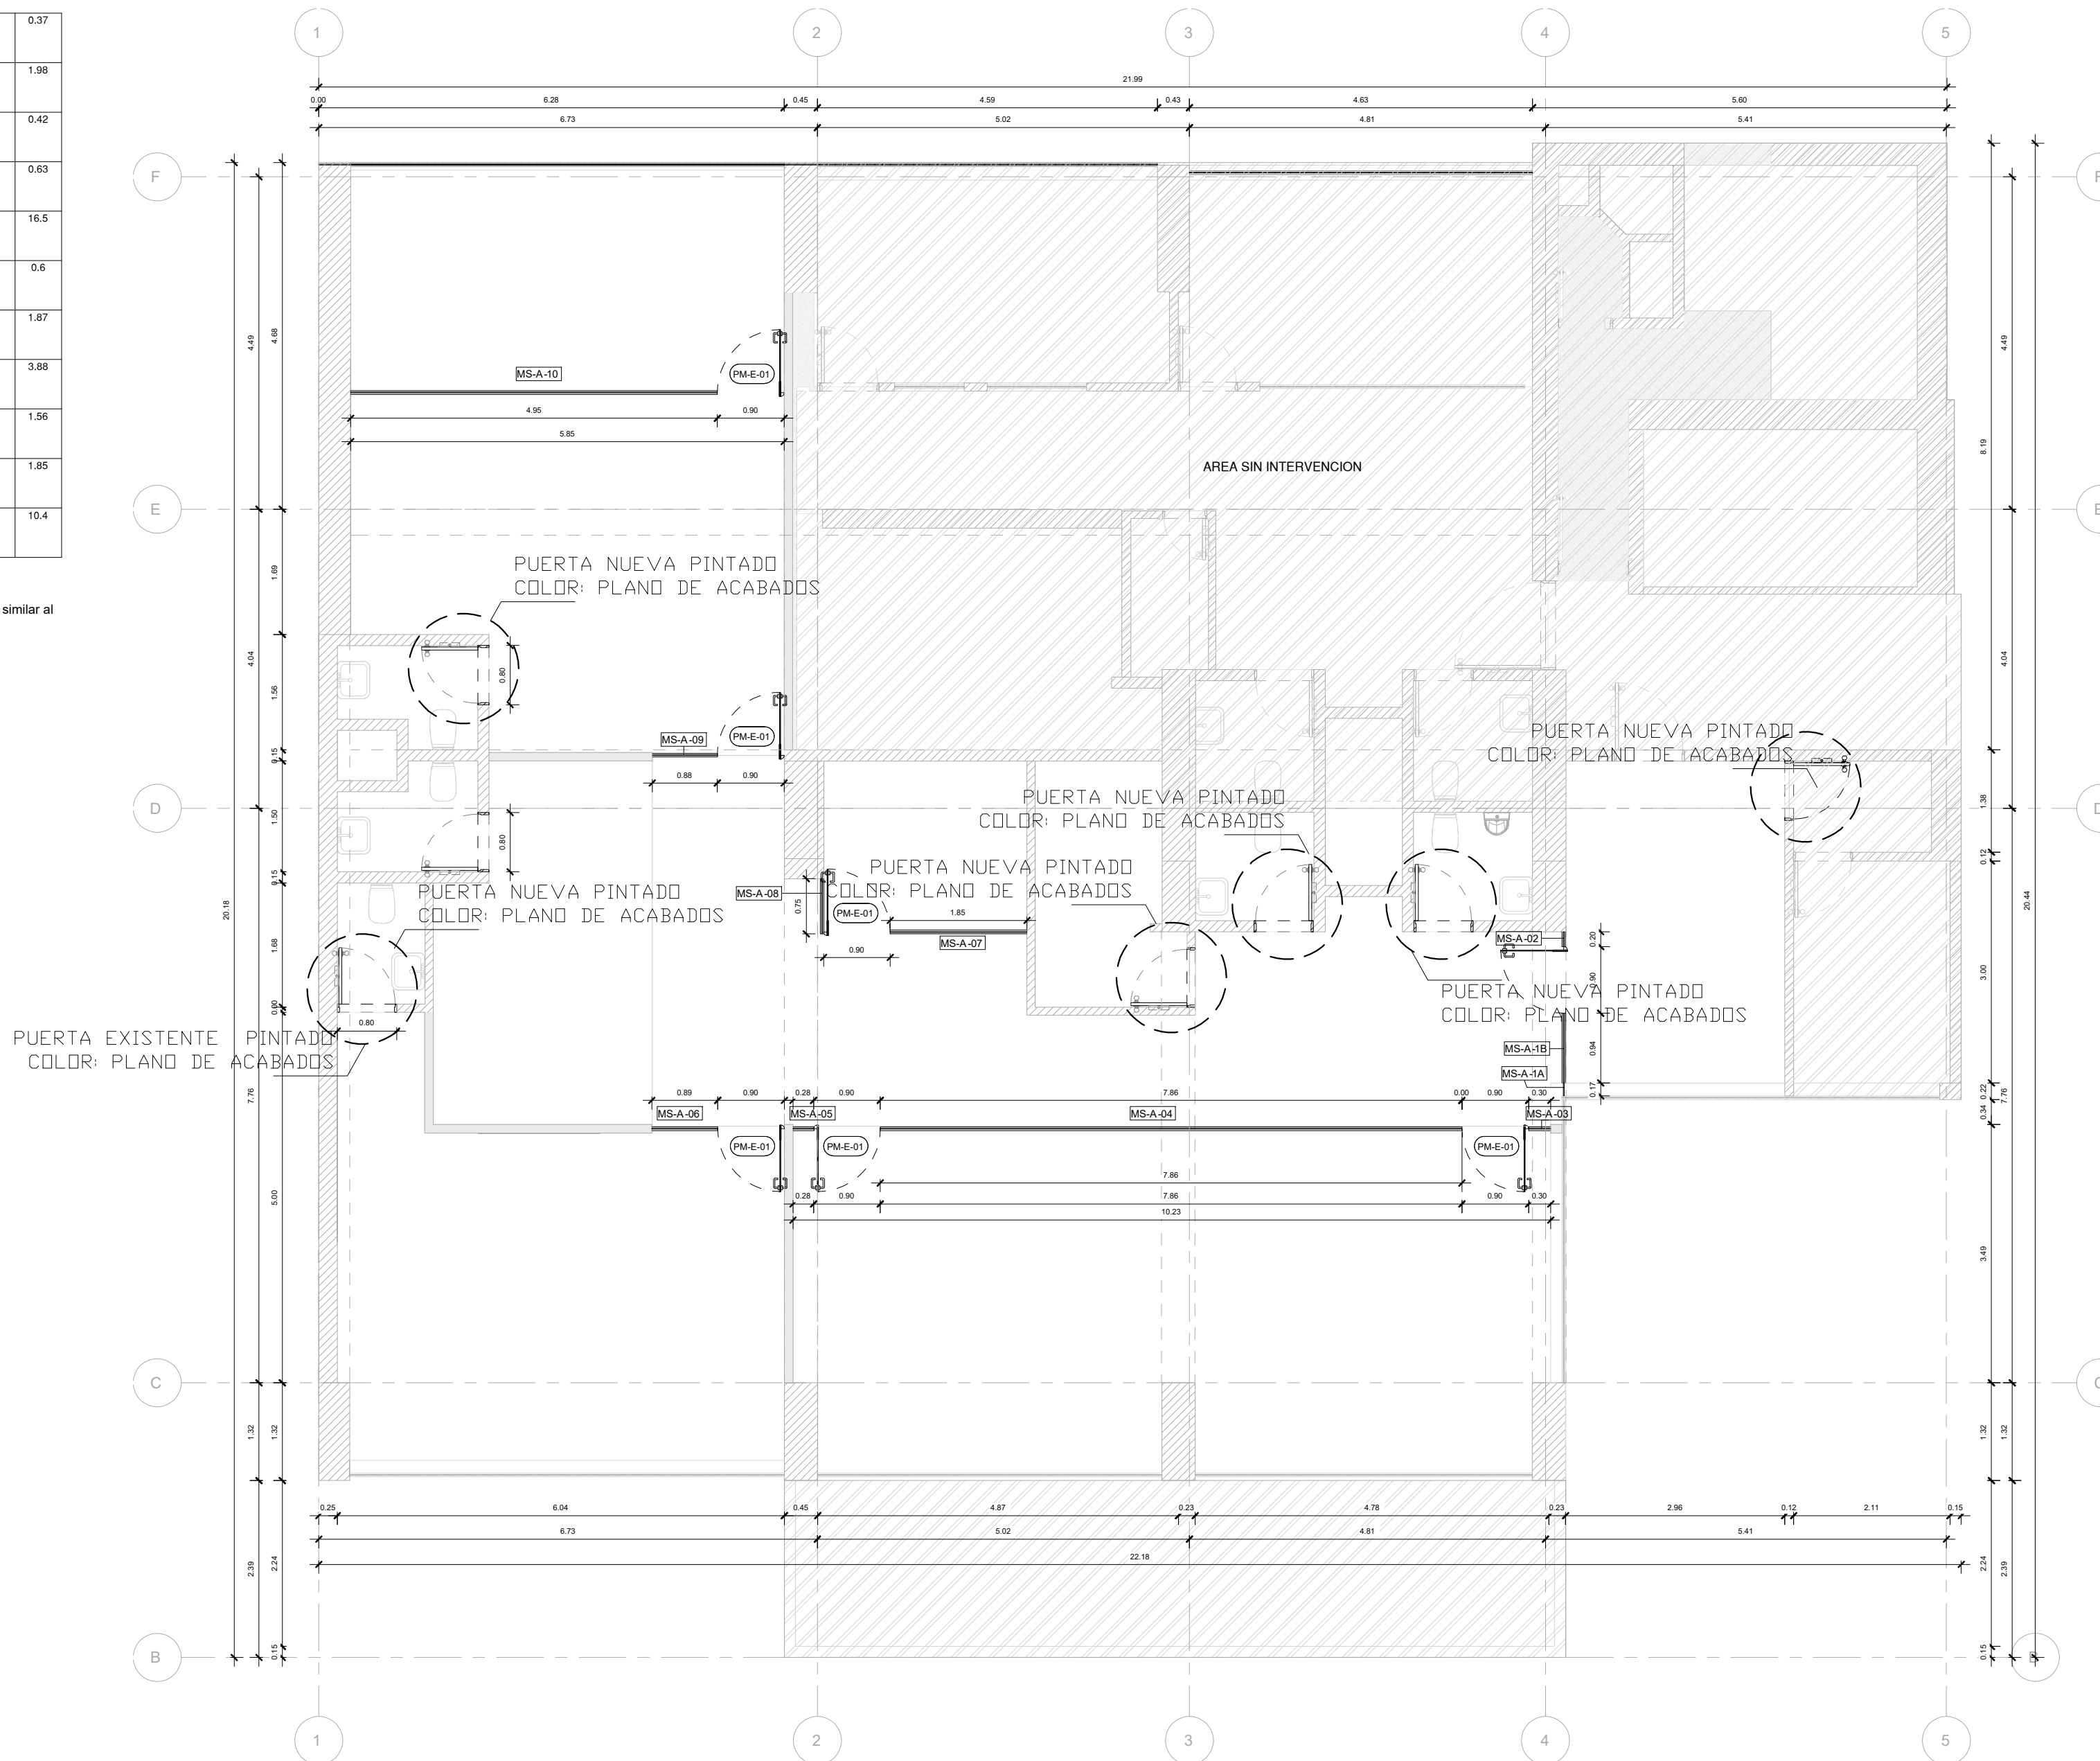 0.37
1.98
0.42
0.63
16.5
0.6
1.87
3.88
1.56
1.85
10.4
similar al
1
2
3
4
5
21.99
0.00
6.28
0.45
4.59
0.43
4.63
5.60
6.73
5.02
4.81
5.41
F
F
4.49
4.68
4.49
MS-A-10
PM-E-01
4.95
0.90
5.85
8.19
AREA SIN INTERVENCION
E
E
PUERTA NUEVA PINTADO
COLOR: PLANO DE ACABADOS
1.69
4.04
1.56
0.80
4.04
MS-A-09
PM-E-01
0.88
0.90
0.15
PUERTA NUEVA PINTADO
COLOR: PLANO DE ACABADOS
PUERTA NUEVA PINTADO
COLOR: PLANO DE ACABADOS
D
D
1.50
0.80
1.38
0.12
0.15
PUERTA NUEVA PINTADO
COLOR: PLANO DE ACABADOS
PUERTA NUEVA PINTADO
COLOR: PLANO DE ACABADOS
MS-A-08
0.75
PM-E-01
1.85
MS-A-07
0.90
20.18
20.44
1.68
MS-A-02
0.20
0.90
3.00
PUERTA NUEVA PINTADO
COLOR: PLANO DE ACABADOS
0.00
0.80
PUERTA EXISTENTE PINTADO
COLOR: PLANO DE ACABADOS
MS-A-1B
0.94
MS-A-1A
0.17
0.22
0.34
7.76
7.76
0.89
0.90
0.28
0.90
7.86
0.00
0.90
0.30
MS-A-06
MS-A-05
MS-A-04
MS-A-03
PM-E-01
PM-E-01
PM-E-01
7.86
0.28
0.90
7.86
0.90
0.30
10.23
5.00
3.49
C
C
1.32
1.32
1.32
1.32
0.25
6.04
0.45
4.87
0.23
4.78
0.23
2.96
0.12
2.11
0.15
6.73
5.02
4.81
5.41
22.18
2.39
2.24
2.24
2.39
0.15
0.15
B
1
2
3
4
5